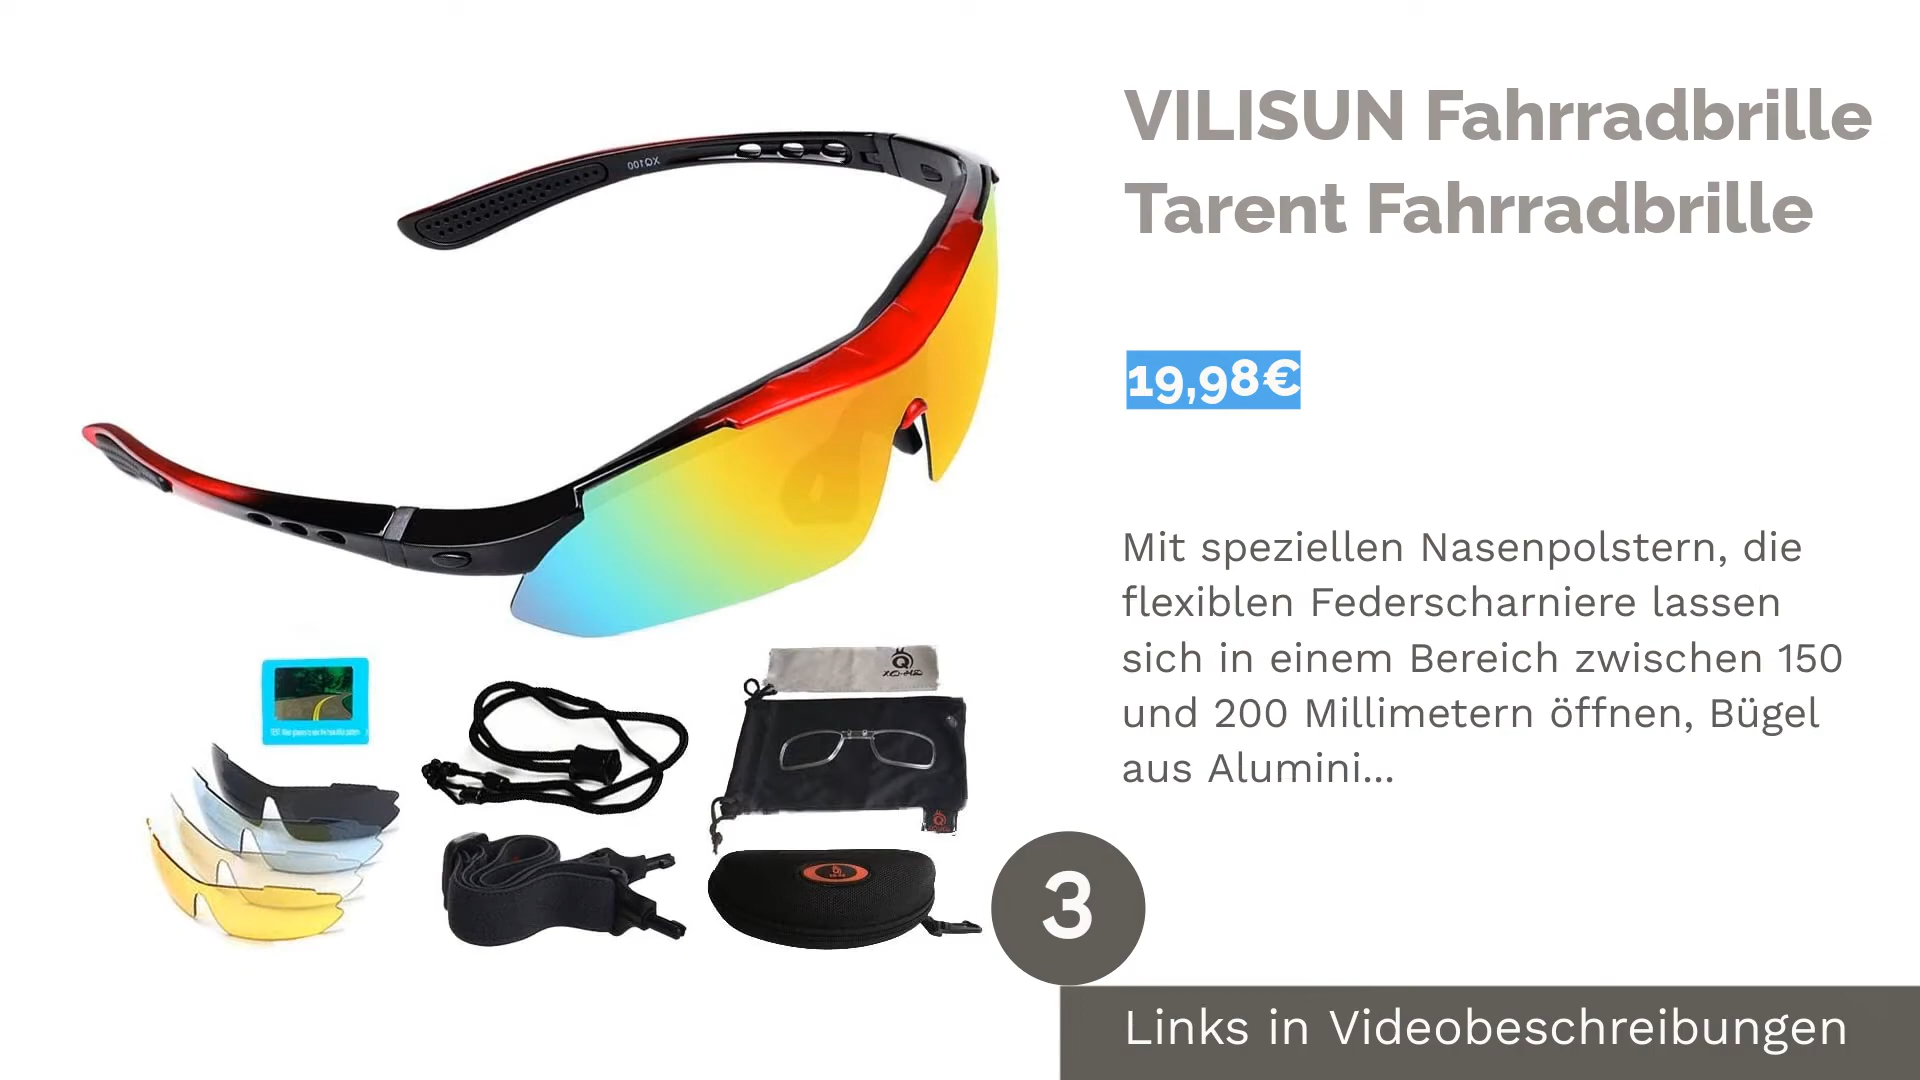 VILISUN Fahrradbrille
Tarent Fahrradbrille
19,98€
Mit speziellen Nasenpolstern, die
flexiblen Federscharniere lassen
sich in einem Bereich zwischen 150
und 200 Millimetern öffnen, Bügel
aus Alumini...
3
Links in Videobeschreibungen
XQ100